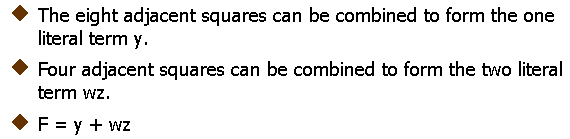 The eight adjacent squares can be combined to form the one
literal term y.
Four adjacent squares can be combined to form the two literal
term wz.
F = y + wz